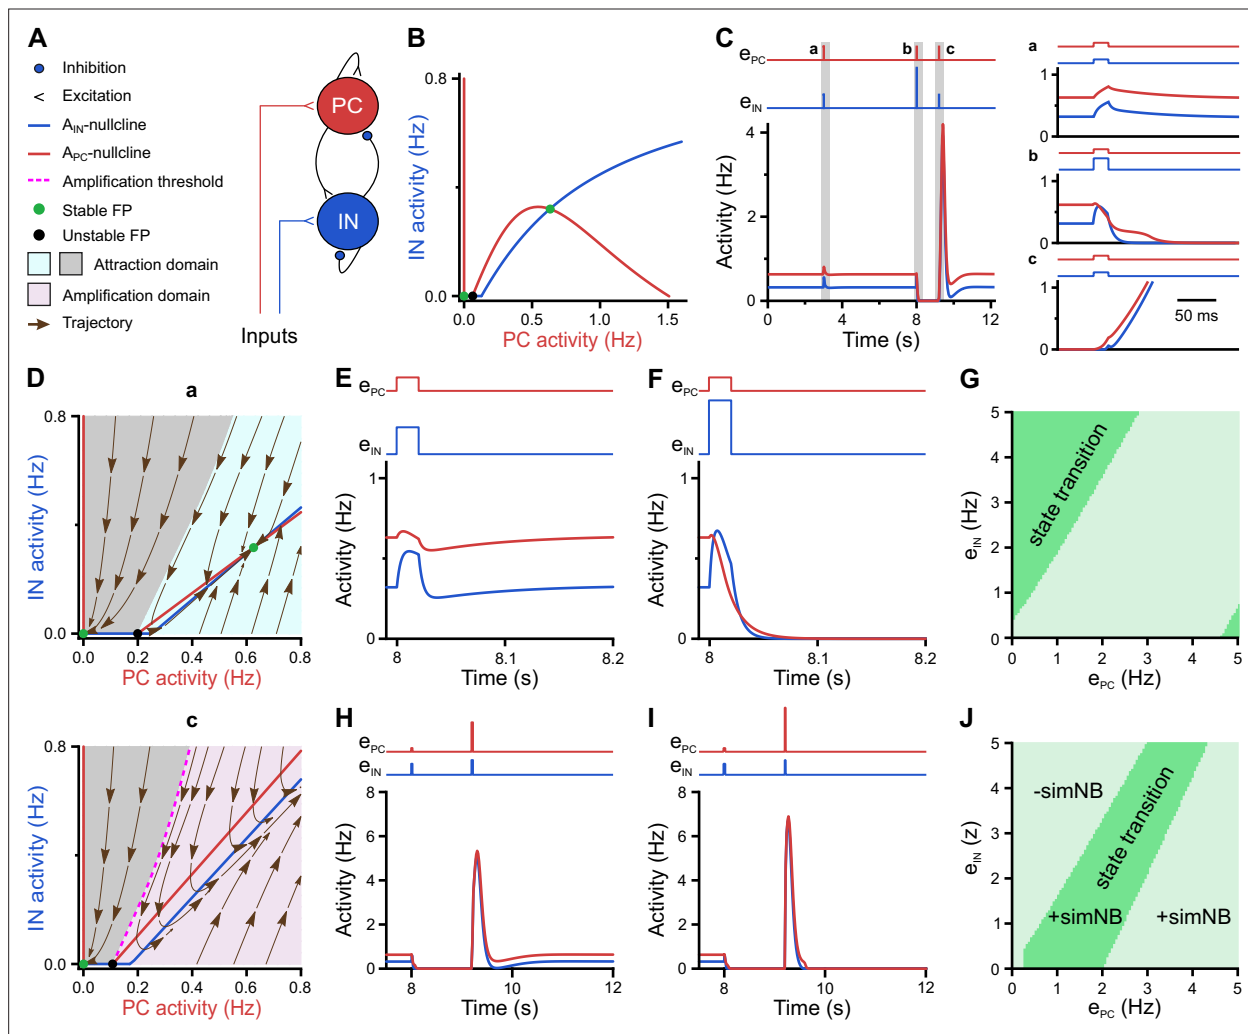 A
Inhibition
Excitation
A_IN-nullcline
A_PC-nullcline
Amplification threshold
Stable FP
Unstable FP
Attraction domain
Amplification domain
Trajectory
PC
IN
Inputs
B
IN activity (Hz)
0.8
0.0
0.0 0.5 1.0 1.5
PC activity (Hz)
C
e_PC
a b c
e_IN
Activity (Hz)
4
2
0
0 4 8 12
Time (s)
a
1
0
b
1
0
c
1
0
50 ms
D
a
IN activity (Hz)
0.8
0.0
0.0 0.2 0.4 0.6 0.8
PC activity (Hz)
E
e_PC
e_IN
Activity (Hz)
1
0
8 8.1 8.2
Time (s)
F
e_PC
e_IN
Activity (Hz)
1
0
8 8.1 8.2
Time (s)
G
e_IN (Hz)
5
4
3
2
1
0
state transition
0 1 2 3 4 5
e_PC (Hz)
c
IN activity (Hz)
0.8
0.0
0.0 0.2 0.4 0.6 0.8
PC activity (Hz)
H
e_PC
e_IN
Activity (Hz)
8
6
4
2
0
8 10 12
Time (s)
I
e_PC
e_IN
Activity (Hz)
8
6
4
2
0
8 10 12
Time (s)
J
e_IN (z)
5
4
3
2
1
0
-simNB
state transition
+simNB
+simNB
0 1 2 3 4 5
e_PC (Hz)